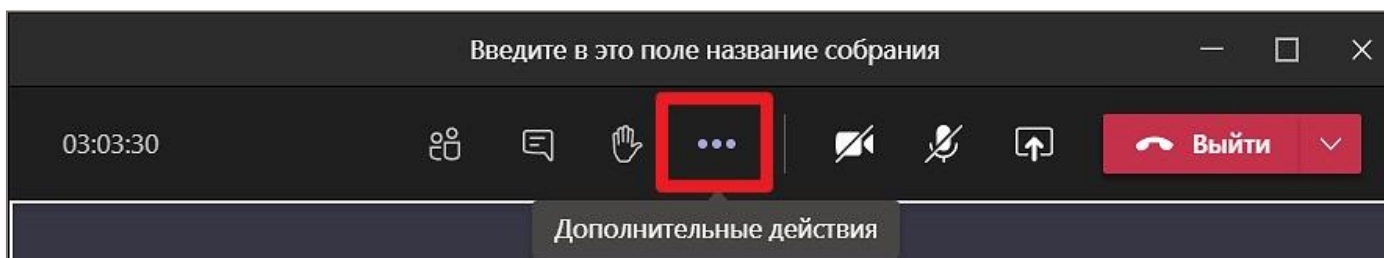 Введите в это поле название собрания
03:03:30
Выйти
Дополнительные действия